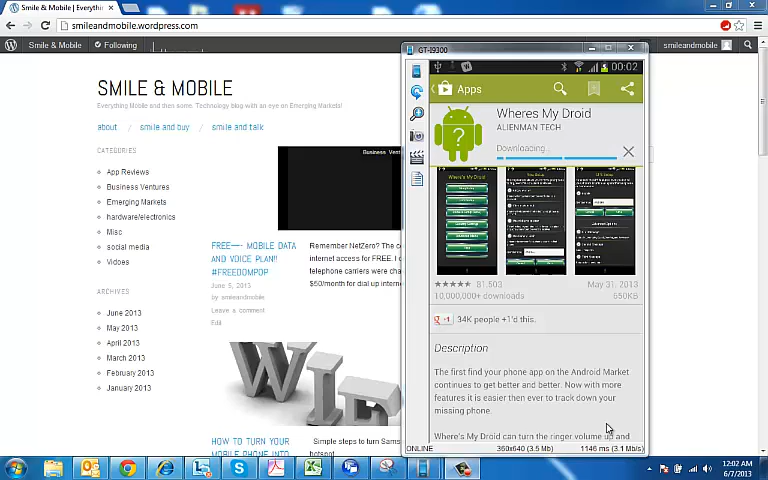 Smile & Mobile | Everythi
smileandmobile.wordpress.com
Smile & Mobile
Following
smileandmobile
SMILE & MOBILE
Everything Mobile and then some. Technology blog with an eye on Emerging Markets!
about / smile and buy / smile and talk
CATEGORIES
App Reviews
Business Ventures
Emerging Markets
hardware/electronics
Misc
social media
Vidoes
ARCHIVES
June 2013
May 2013
April 2013
March 2013
February 2013
January 2013
Business Vent
FREE— MOBILE DATA
AND VOICE PLAN!!
#FREEDOMPOP
June 5, 2013
by smileandmobile
Leave a comment
Edit
Remember NetZero? The co
internet access for FREE. I c
telephone carriers were char
$50/month for dial up intern
HOW TO TURN YOUR
MOBILE PHONE INTO
Simple steps to turn Sams
hotspot.
GT-I9300
00:02
Apps
Wheres My Droid
ALIENMAN TECH
Downloading...
Where's My Droid
81,503
10,000,000+ downloads
May 31, 2013
650KB
+1
34K people +1'd this.
Description
The first find your phone app on the Android Market
continues to get better and better. Now with more
features it is easier then ever to track down your
missing phone.
Where's My Droid can turn the ringer volume up and
ONLINE
360x640 (3.5 Mb)
1146 ms (3.1 Mb/s)
12:02 AM
6/7/2013